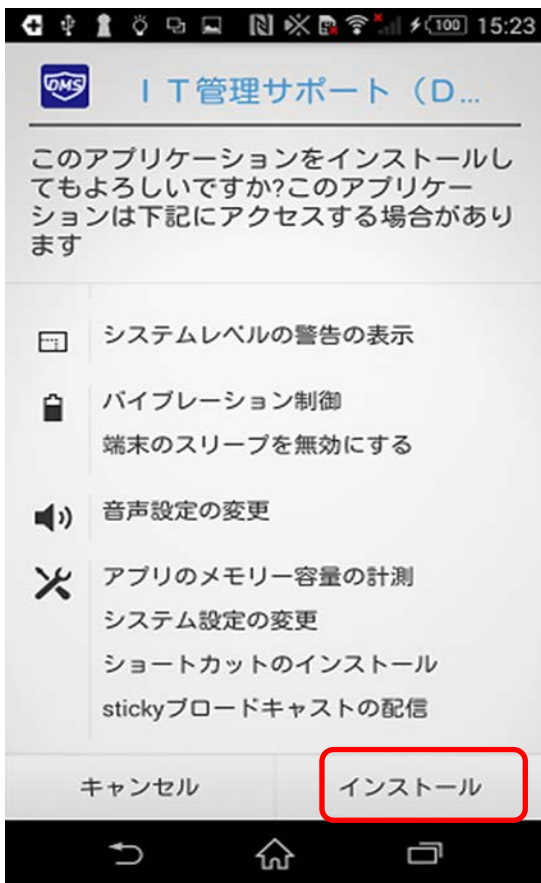 100 15:23
DMS
ＩＴ管理サポート（Ｄ...
このアプリケーションをインストールし
てもよろしいですか?このアプリケー
ションは下記にアクセスする場合があり
ます
システムレベルの警告の表示
バイブレーション制御
端末のスリープを無効にする
音声設定の変更
アプリのメモリー容量の計測
システム設定の変更
ショートカットのインストール
stickyブロードキャストの配信
キャンセル インストール